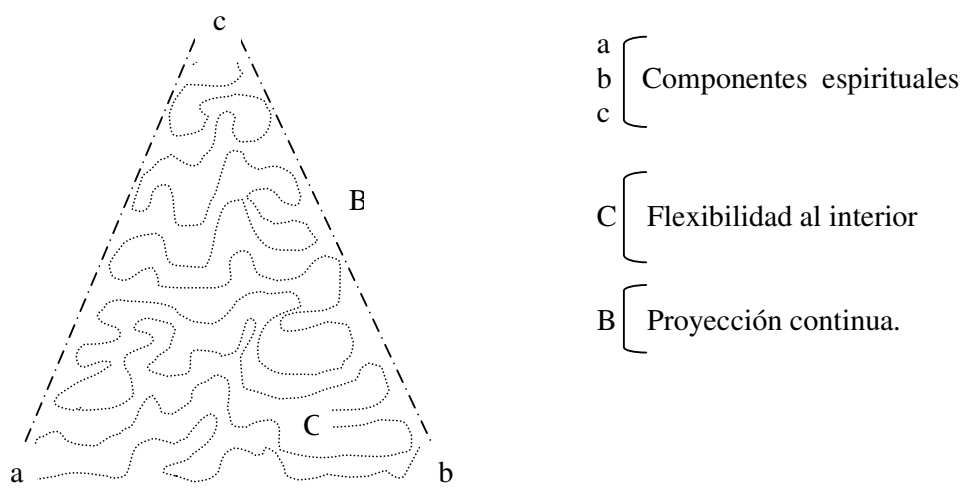 c
B
C
a
b
a
b
c
Componentes espirituales
C
Flexibilidad al interior
B
Proyección continua.